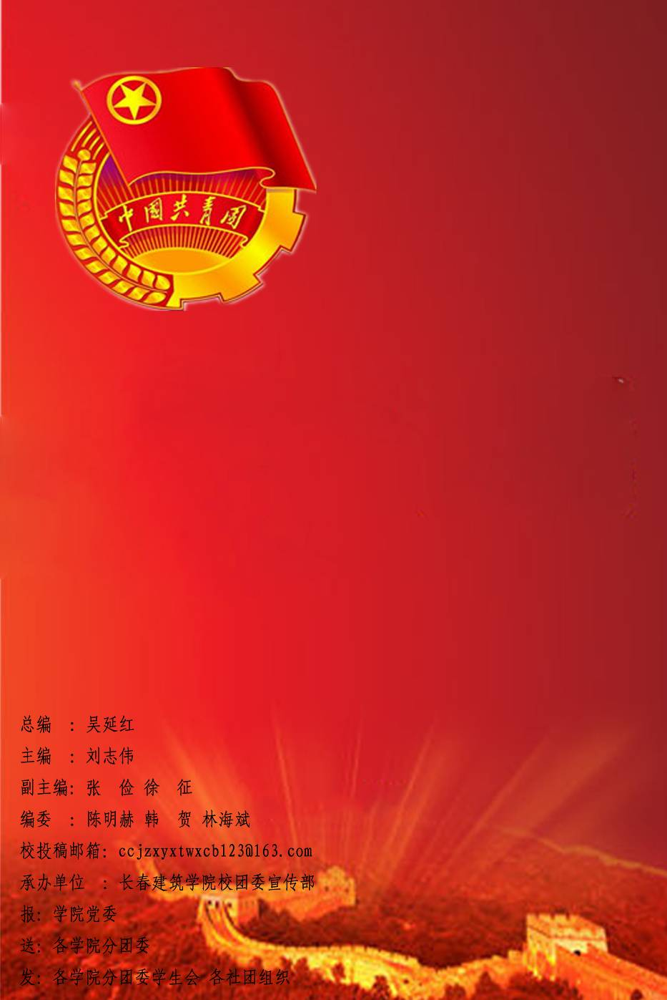 中国共青团
总编 : 吴延红
主编 : 刘志伟
副主编: 张 俭 徐 征
编委 : 陈明赫 韩 贺 林海斌
校投稿邮箱: ccjzxyxtwxcb123@163.com
承办单位 : 长春建筑学院校团委宣传部
报: 学院党委
送: 各学院分团委
发: 各学院分团委学生会 各社团组织